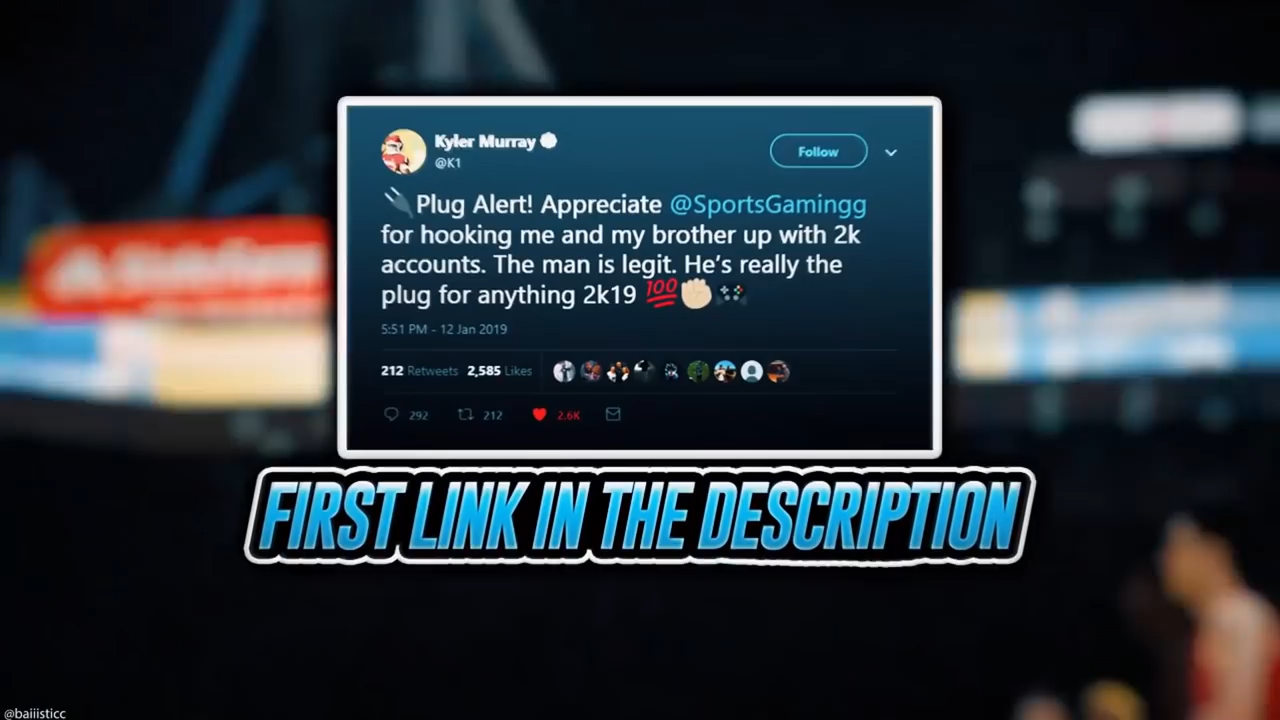 Kyler Murray
@K1
Follow
Plug Alert! Appreciate @SportsGamingg
for hooking me and my brother up with 2k
accounts. The man is legit. He's really the
plug for anything 2k19 💯✊🏼🎮
5:51 PM - 12 Jan 2019
212 Retweets 2,585 Likes
292 212 2.6K
FIRST LINK IN THE DESCRIPTION
@baiiisticc